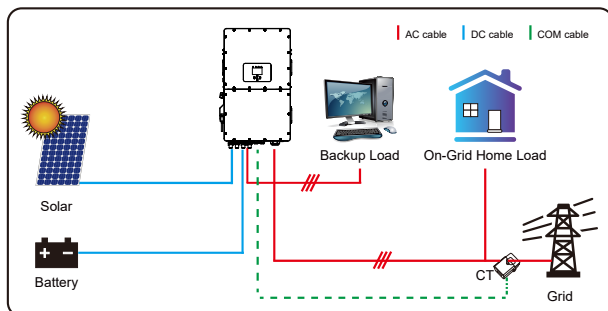 AC cable
DC cable
COM cable
Backup Load
On-Grid Home Load
Solar
Battery
CT
Grid